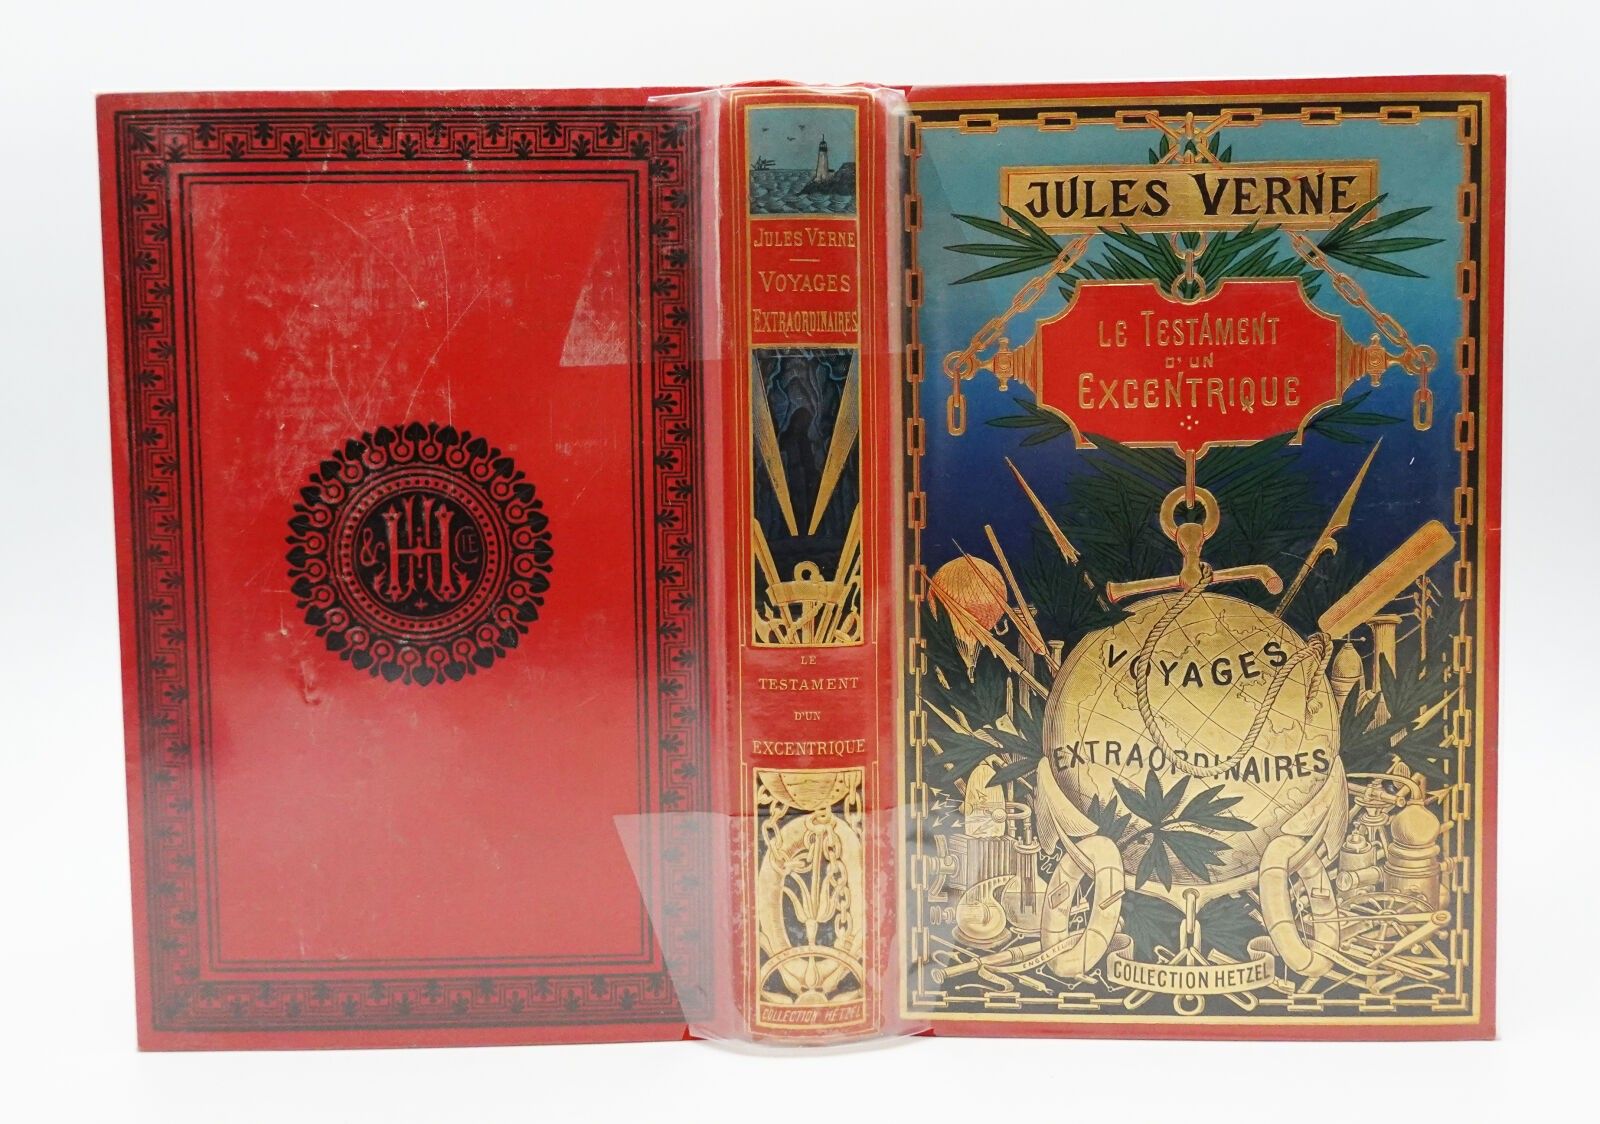 & H Cie
JULES VERNE
VOYAGES
EXTRAORDINAIRES
LE
TESTAMENT
D'UN
EXCENTRIQUE
COLLECTION HETZEL
JULES VERNE
LE TESTAMENT
D'UN
EXCENTRIQUE
VOYAGES
EXTRAORDINAIRES
COLLECTION HETZEL